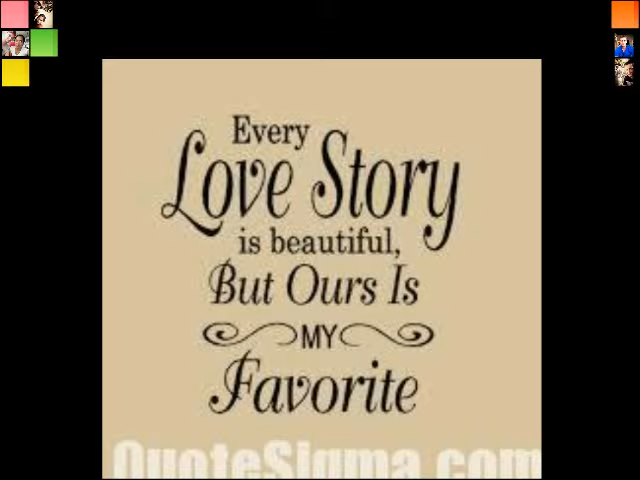 Every
Love Story
is beautiful,
But Ours Is
MY
Favorite
QuoteSigma.com